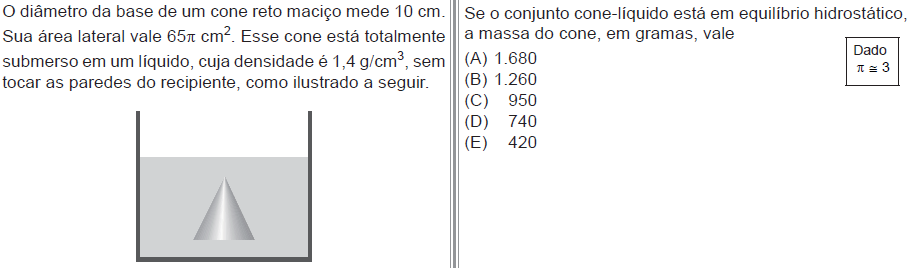 O diâmetro da base de um cone reto maciço mede 10 cm.
Sua área lateral vale 65π cm². Esse cone está totalmente
submerso em um líquido, cuja densidade é 1,4 g/cm³, sem
tocar as paredes do recipiente, como ilustrado a seguir.
Se o conjunto cone-líquido está em equilíbrio hidrostático,
a massa do cone, em gramas, vale
(A) 1.680
(B) 1.260
(C) 950
(D) 740
(E) 420
Dado
π ≅ 3